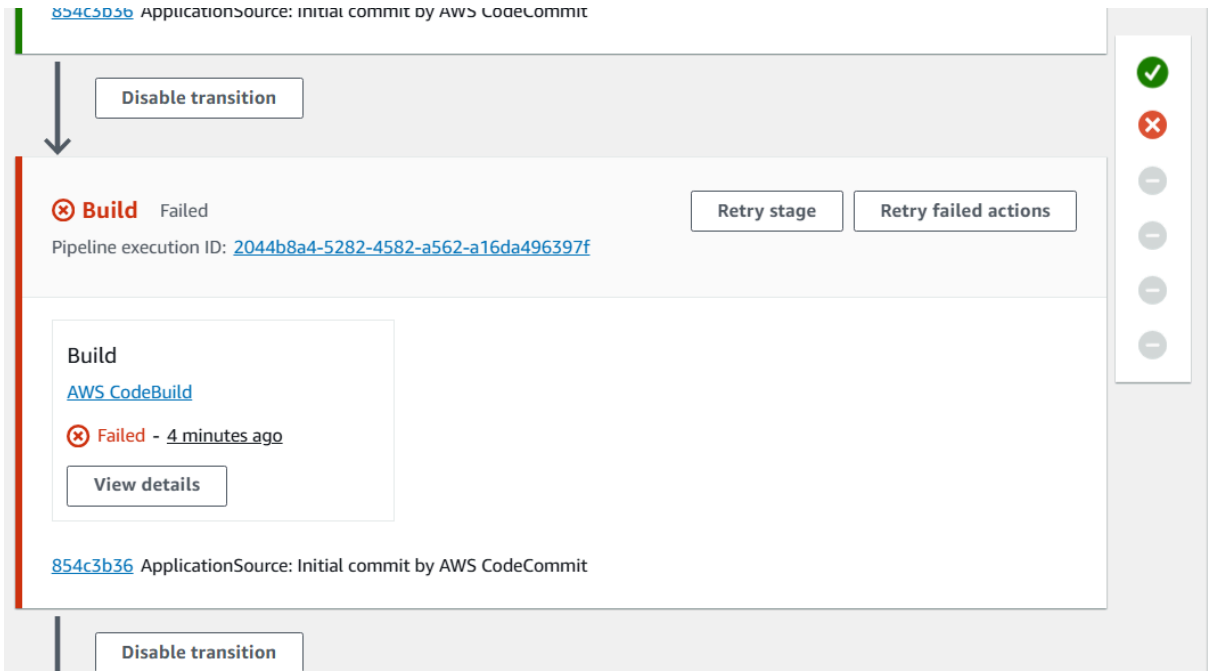 854c3b36 ApplicationSource: Initial commit by AWS CodeCommit
Disable transition
Build Failed
Retry stage
Retry failed actions
Pipeline execution ID: 2044b8a4-5282-4582-a562-a16da496397f
Build
AWS CodeBuild
Failed - 4 minutes ago
View details
854c3b36 ApplicationSource: Initial commit by AWS CodeCommit
Disable transition